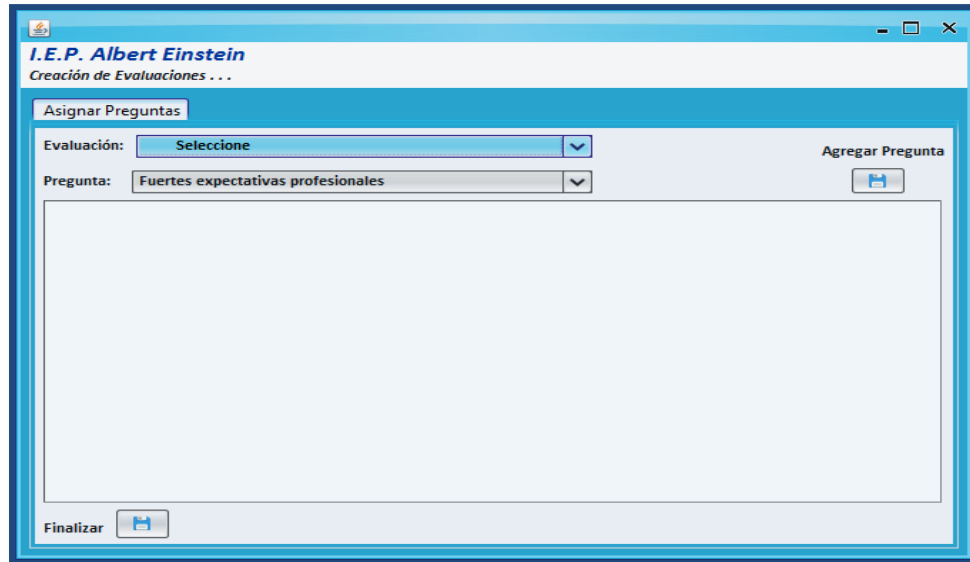 I.E.P. Albert Einstein
Creación de Evaluaciones . . .
Asignar Preguntas
Evaluación: Seleccione
Agregar Pregunta
Pregunta: Fuertes expectativas profesionales
Finalizar